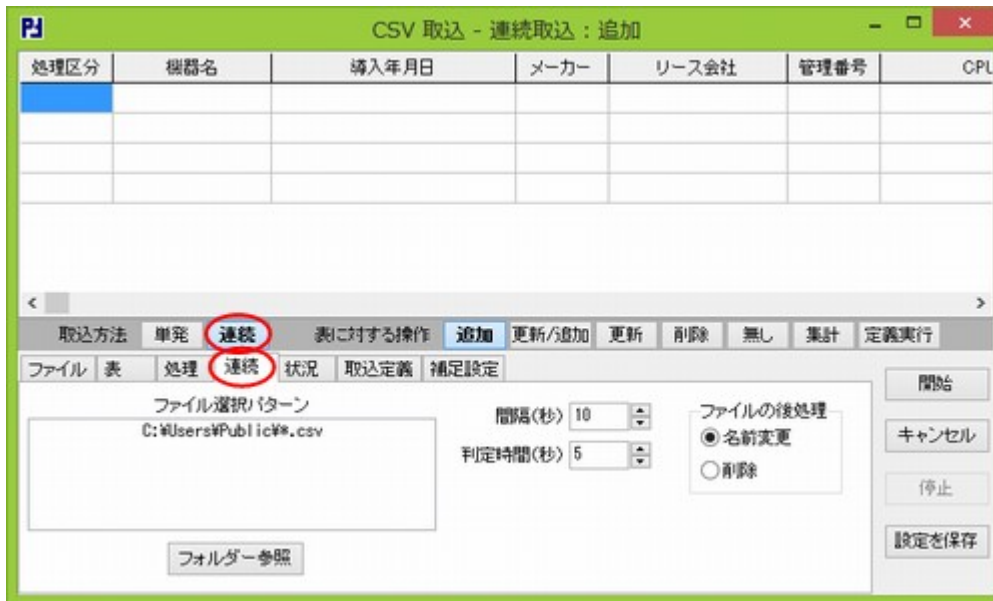 PJ
CSV 取込 - 連続取込 : 追加
処理区分 機器名 導入年月日 メーカー リース会社 管理番号 CPU
取込方法 単発 連続 表に対する操作 追加 更新/追加 更新 削除 無し 集計 定義実行
ファイル 表 処理 連続 状況 取込定義 補足設定
ファイル選択パターン
C:¥Users¥Public¥*.csv
フォルダー参照
間隔(秒) 10
判定時間(秒) 5
ファイルの後処理
名前変更
削除
開始
キャンセル
停止
設定を保存